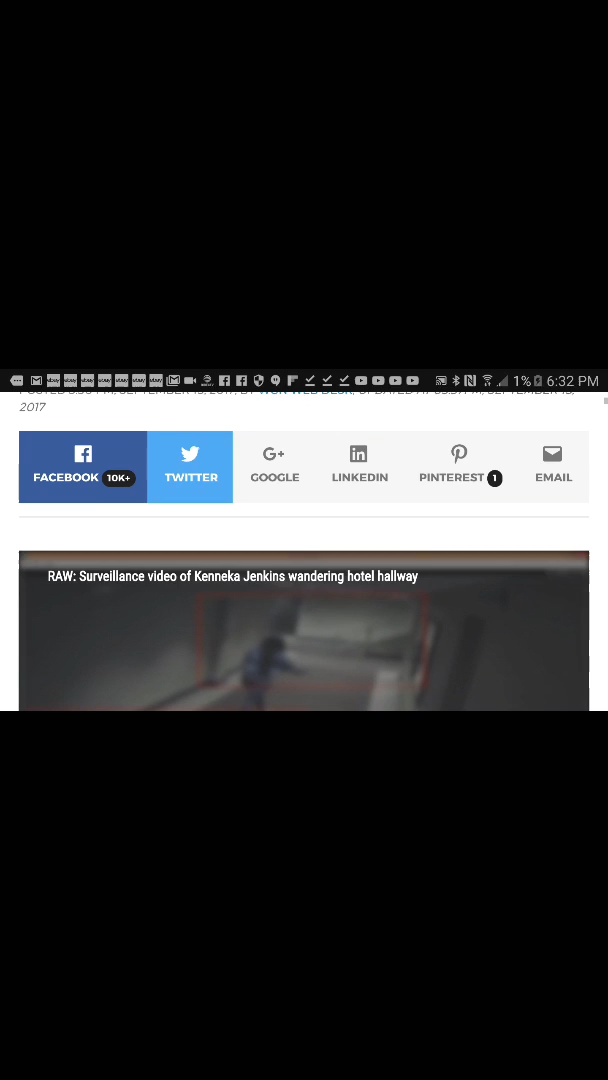 1% 6:32 PM
2017
FACEBOOK 10K+
TWITTER
GOOGLE
LINKEDIN
PINTEREST 1
EMAIL
RAW: Surveillance video of Kenneka Jenkins wandering hotel hallway